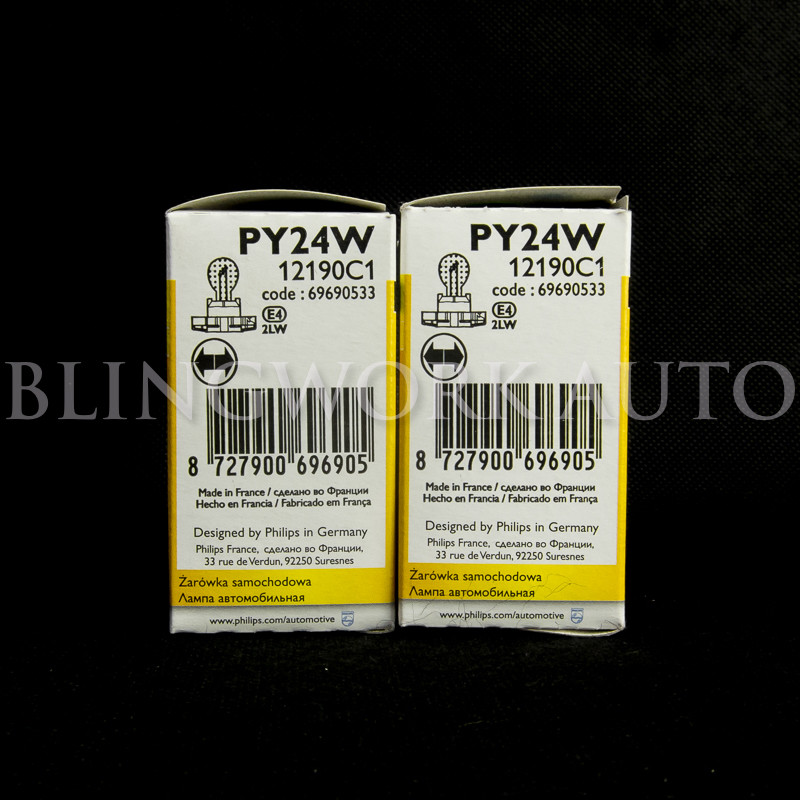 PY24W
12190C1
code : 69690533
E4
2LW
8 727900 696905
Made in France / сделано во Франции
Hecho en Francia / Fabricado em França
Designed by Philips in Germany
Philips France, сделано во Франции,
33 rue de Verdun, 92250 Suresnes
Żarówka samochodowa
Лампа автомобильная
www.philips.com/automotive
PY24W
12190C1
code : 69690533
E4
2LW
8 727900 696905
Made in France / сделано во Франции
Hecho en Francia / Fabricado em França
Designed by Philips in Germany
Philips France, сделано во Франции,
33 rue de Verdun, 92250 Suresnes
Żarówka samochodowa
Лампа автомобильная
www.philips.com/automotive
BLINGWORK AUTO